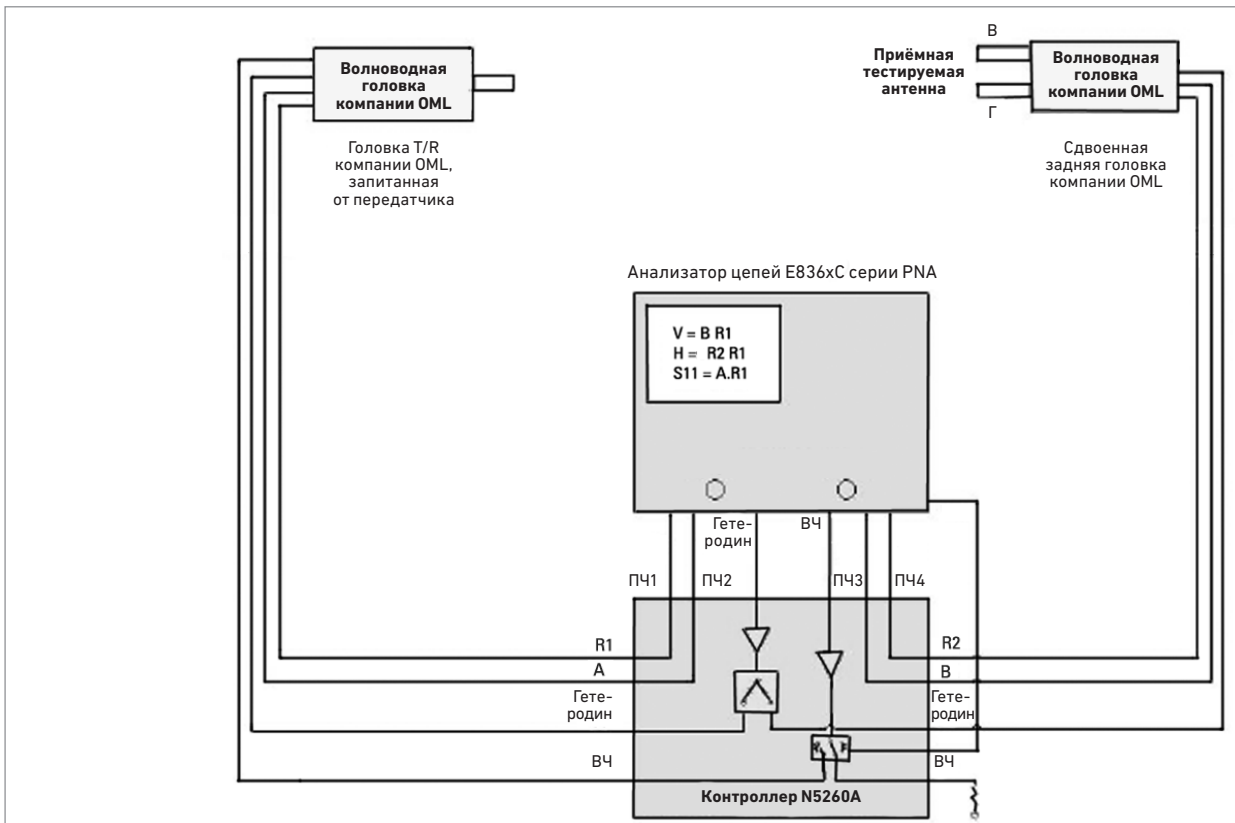 Волноводная
головка
компании OML
Головка T/R
компании OML,
запитанная
от передатчика
Приёмная
тестируемая
антенна
В
Г
Волноводная
головка
компании OML
Сдвоенная
задняя головка
компании OML
Анализатор цепей E836xC серии PNA
V = B R1
H = R2 R1
S11 = A.R1
Гете-
родин
ВЧ
ПЧ1
ПЧ2
ПЧ3
ПЧ4
R1
A
Гете-
родин
ВЧ
R2
B
Гете-
родин
ВЧ
Контроллер N5260A